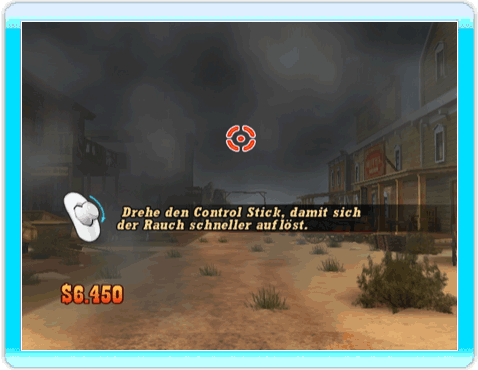 Drehe den Control Stick, damit sich
der Rauch schneller auflöst.
$6.450